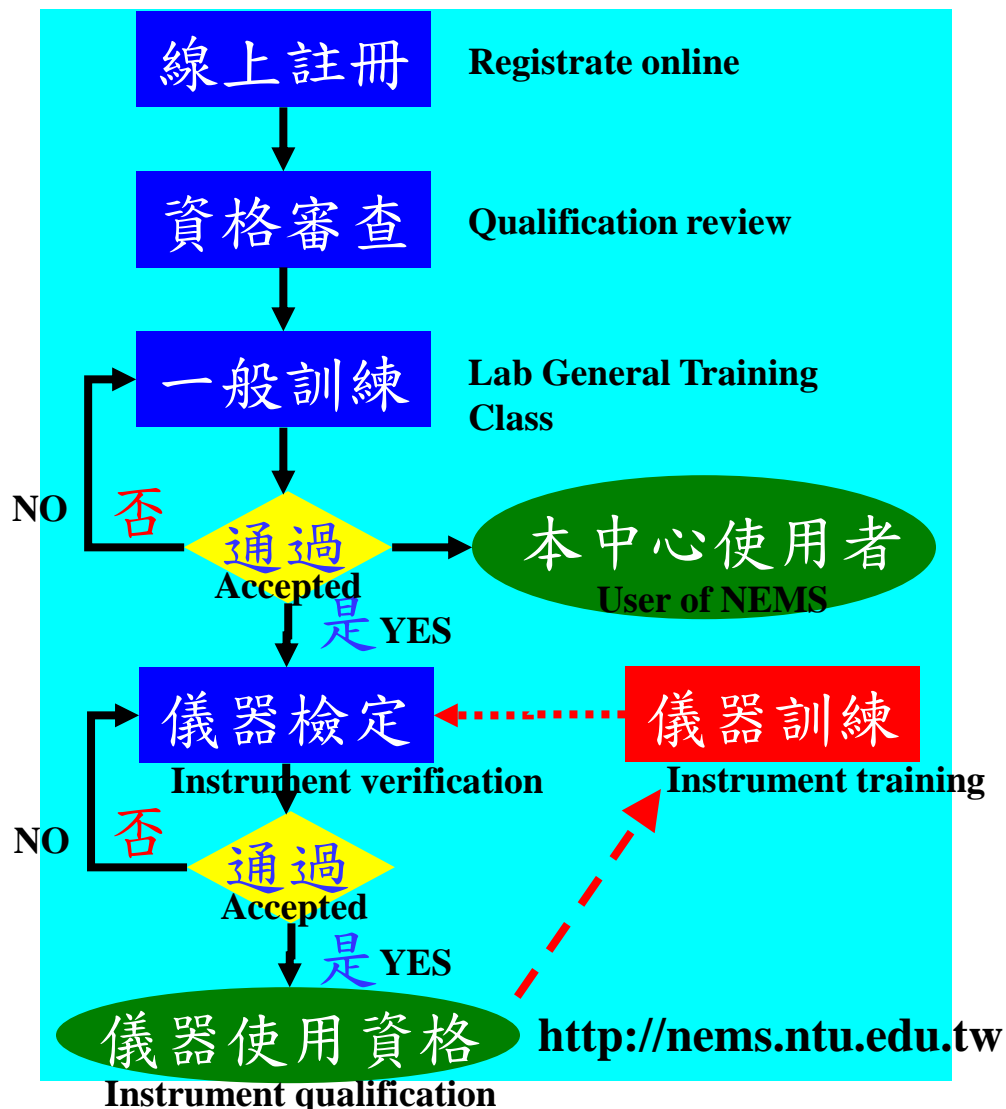 線上註冊
Registrate online
資格審查
Qualification review
一般訓練
Lab General Training
Class
NO
否
通過
Accepted
本中心使用者
User of NEMS
是 YES
儀器檢定
Instrument verification
儀器訓練
Instrument training
NO
否
通過
Accepted
是 YES
儀器使用資格
Instrument qualification
http://nems.ntu.edu.tw